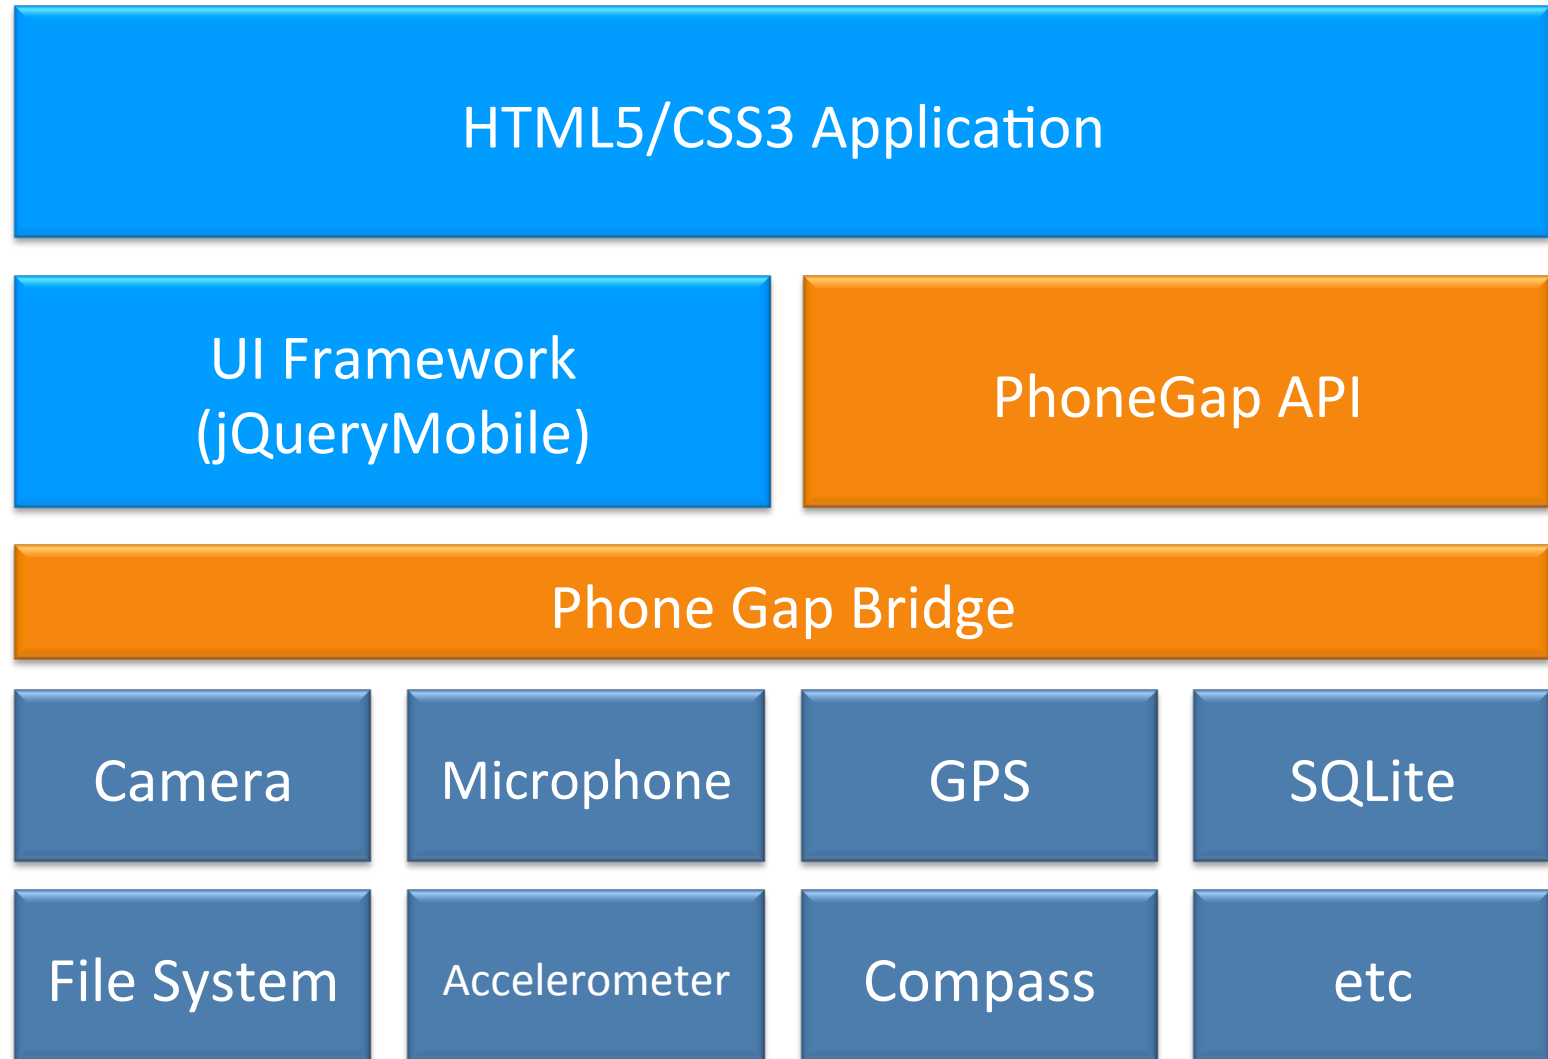 HTML5/CSS3 Application
UI Framework
(jQueryMobile)
PhoneGap API
Phone Gap Bridge
Camera
Microphone
GPS
SQLite
File System
Accelerometer
Compass
etc